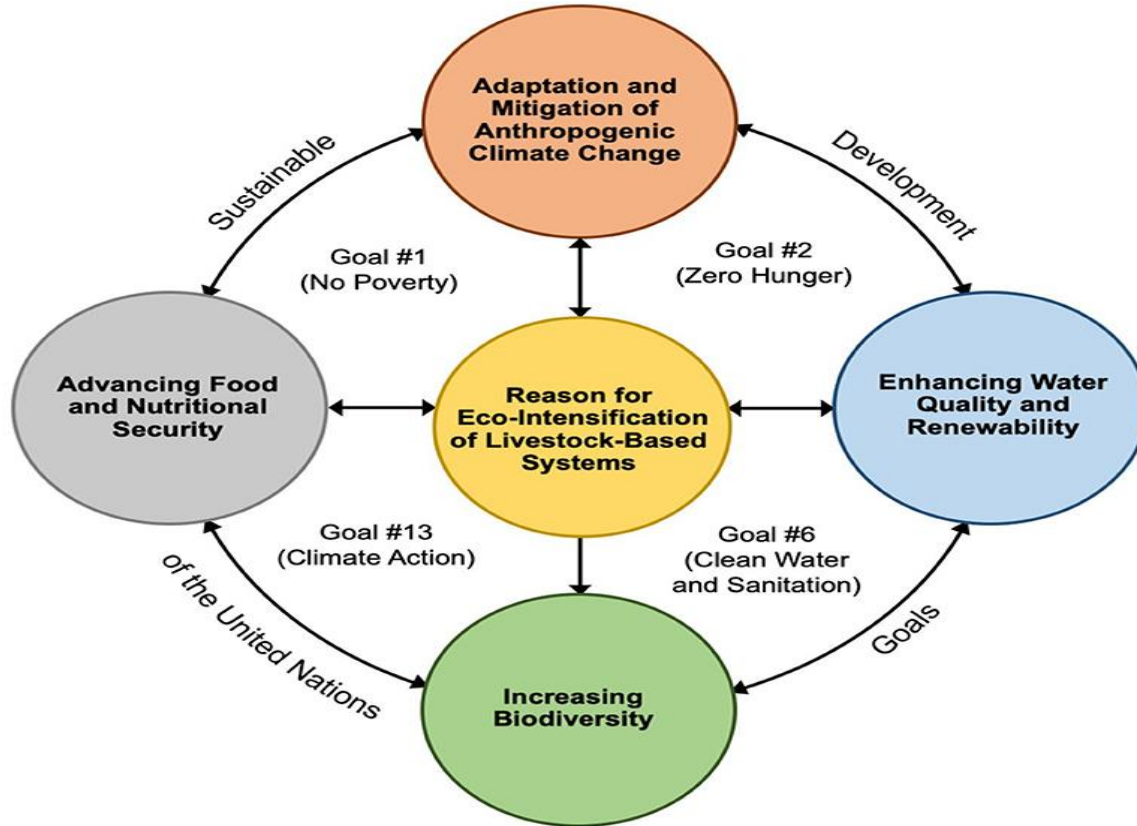 Adaptation and
Mitigation of
Anthropogenic
Climate Change
Sustainable
Development
Goal #1
(No Poverty)
Goal #2
(Zero Hunger)
Advancing Food
and Nutritional
Security
Reason for
Eco-Intensification
of Livestock-Based
Systems
Enhancing Water
Quality and
Renewability
Goal #13
(Climate Action)
Goal #6
(Clean Water
and Sanitation)
of the United Nations
Goals
Increasing
Biodiversity